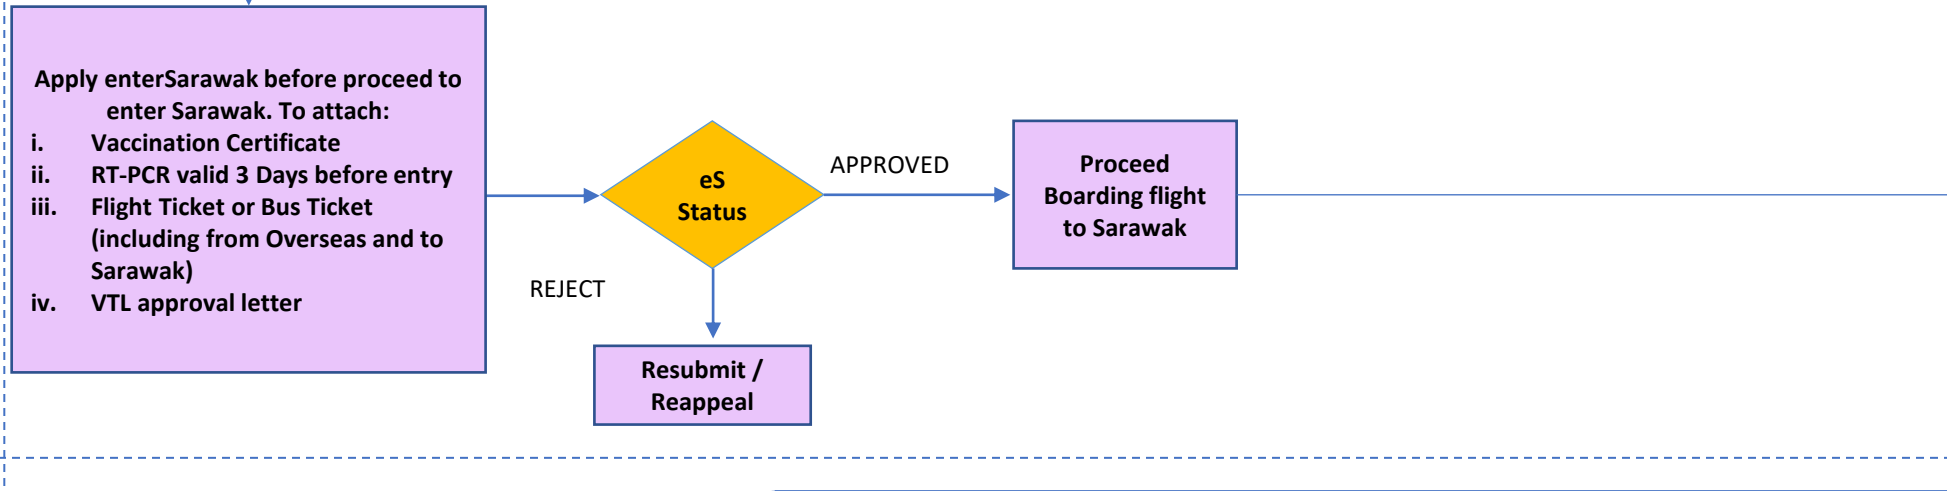 Apply enterSarawak before proceed to
enter Sarawak. To attach:
i. Vaccination Certificate
ii. RT-PCR valid 3 Days before entry
iii. Flight Ticket or Bus Ticket
(including from Overseas and to
Sarawak)
iv. VTL approval letter
eS
Status
APPROVED
REJECT
Proceed
Boarding flight
to Sarawak
Resubmit /
Reappeal